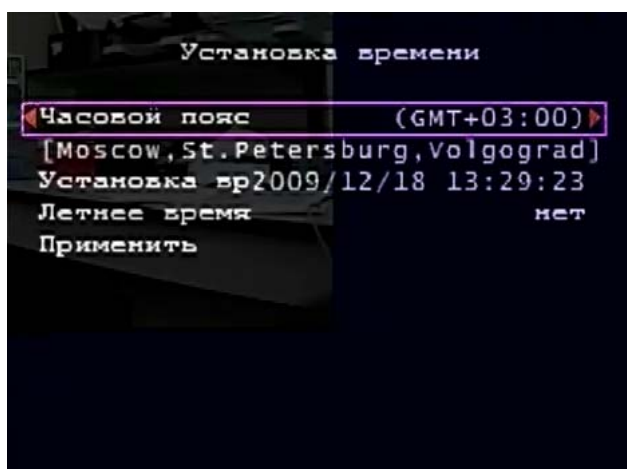 Установка времени
Часовой пояс (GMT+03:00)
[Moscow,St.Petersburg,Volgograd]
Установка вр2009/12/18 13:29:23
Летнее время нет
Применить